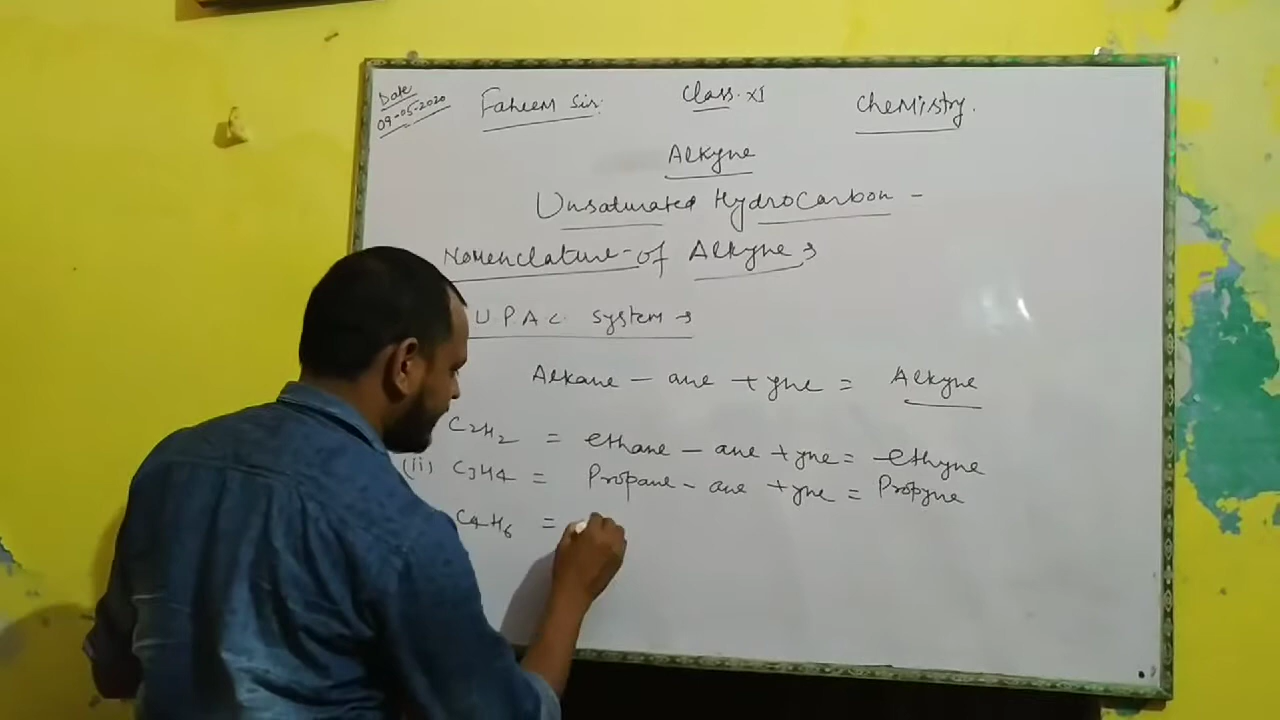 Date
09-05-2020 Faheem Sir: Class. XI Chemistry.
Alkyne
Unsaturated HydroCarbon -
Nomenclature of Alkyne →
U.P.A.C. System →
Alkane - ane + yne = Alkyne
C2H2 = ethane - ane + yne = ethyne
(ii) C3H4 = Propane - ane + yne = Propyne
C4H6 =